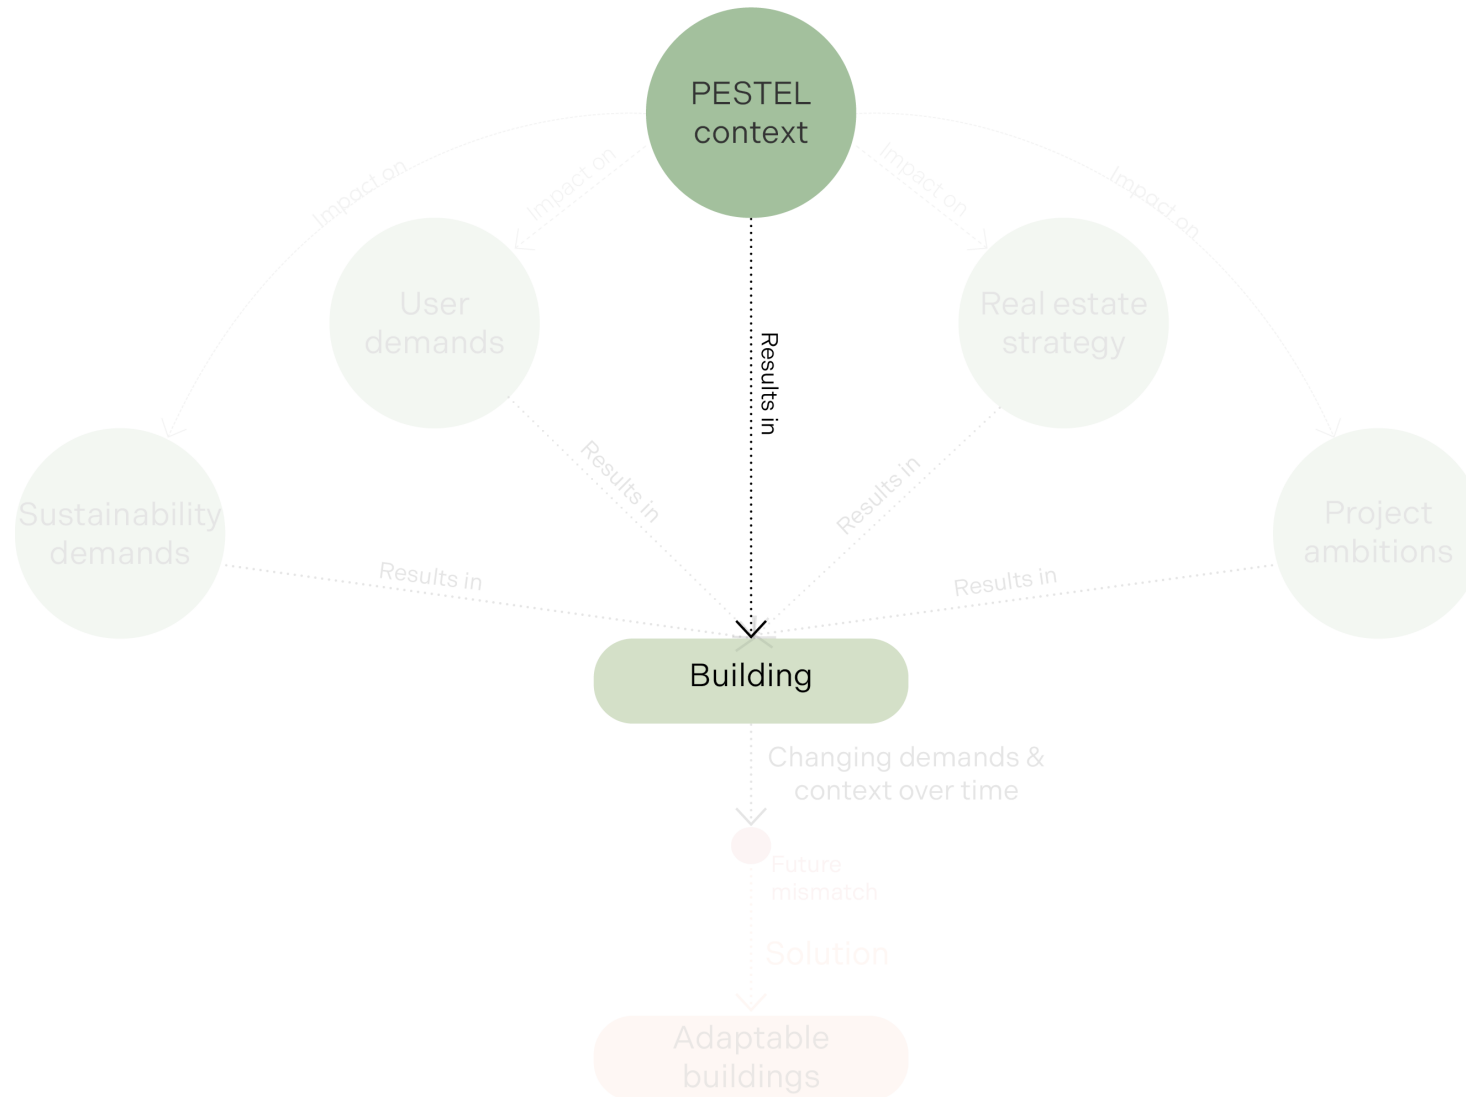 PESTEL
context
Impact on
Impact on
Impact on
Impact on
User
demands
Real estate
strategy
Results in
Sustainability
demands
Results in
Results in
Project
ambitions
Results in
Results in
Building
Changing demands &
context over time
Future
mismatch
Solution
Adaptable
buildings